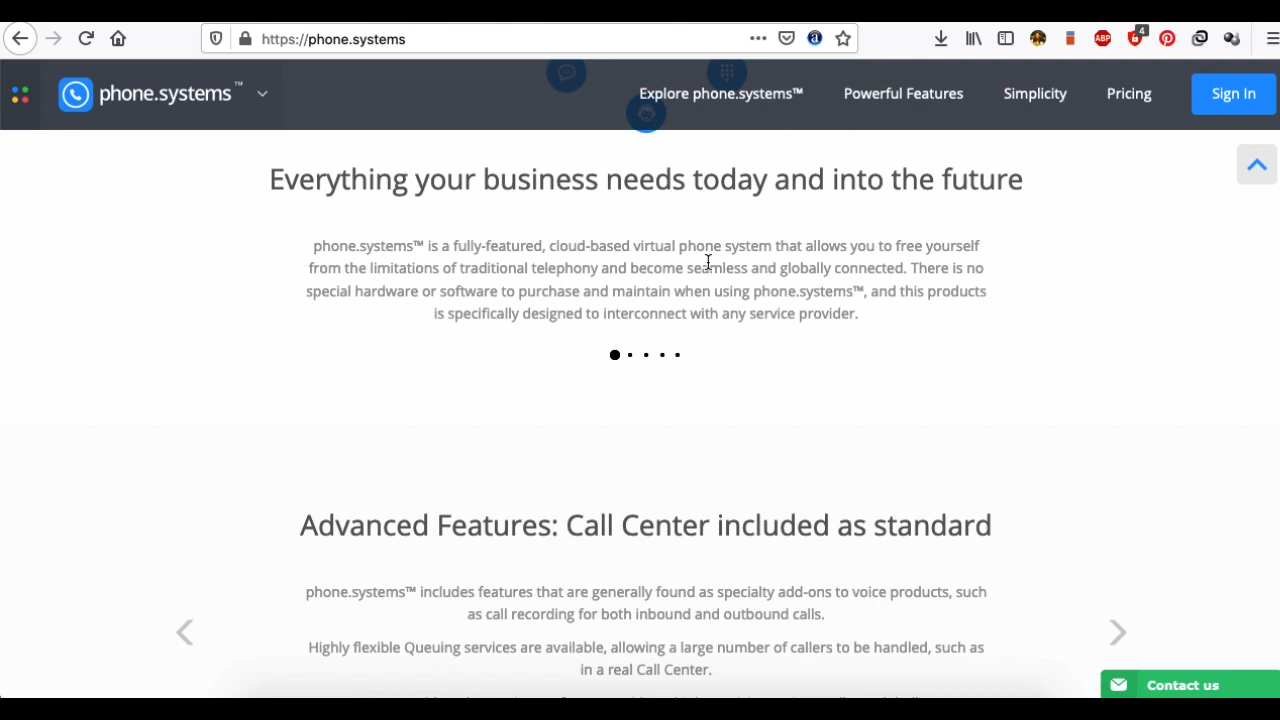 https://phone.systems
ABP
4
phone.systems™
Explore phone.systems™
Powerful Features
Simplicity
Pricing
Sign In
Everything your business needs today and into the future
phone.systems™ is a fully-featured, cloud-based virtual phone system that allows you to free yourself
from the limitations of traditional telephony and become seamless and globally connected. There is no
special hardware or software to purchase and maintain when using phone.systems™, and this products
is specifically designed to interconnect with any service provider.
Advanced Features: Call Center included as standard
phone.systems™ includes features that are generally found as specialty add-ons to voice products, such
as call recording for both inbound and outbound calls.
Highly flexible Queuing services are available, allowing a large number of callers to be handled, such as
in a real Call Center.
Contact us